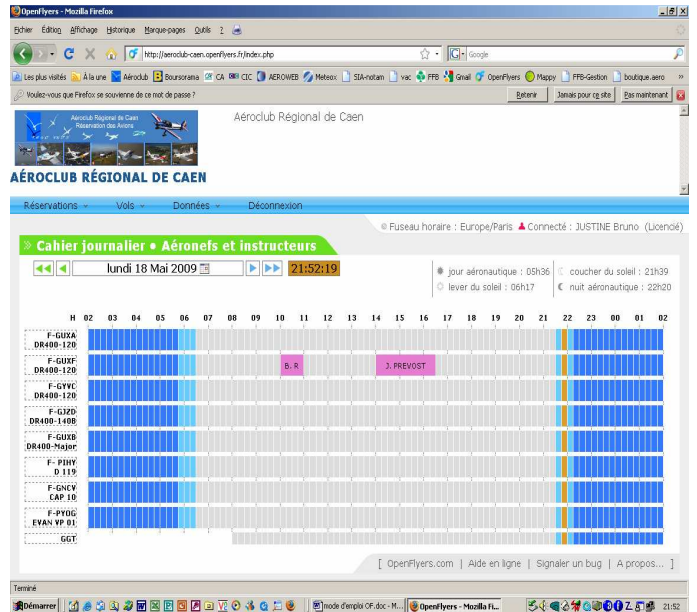 OpenFlyers - Mozilla Firefox
Fichier Édition Affichage Historique Marque-pages Outils ?
http://aeroclub-caen.openflyers.fr/index.php
Google
Les plus visités À la une Aéroclub Boursorama CA CIC AEROWEB Meteox SIA-notam vac FFB Gmail OpenFlyers Mappy FFB-Gestion boutique.aero »
Voulez-vous que Firefox se souvienne de ce mot de passe ? Retenir Jamais pour ce site Pas maintenant
Aéroclub Régional de Caen
Réservation des Avions
Aéroclub Régional de Caen
AÉROCLUB RÉGIONAL DE CAEN
Réservations Vols Données Déconnexion
Fuseau horaire : Europe/Paris Connecté : JUSTINE Bruno (Licencié)
» Cahier journalier • Aéronefs et instructeurs
lundi 18 Mai 2009 21:52:19
jour aéronautique : 05h36 coucher du soleil : 21h39
lever du soleil : 06h17 nuit aéronautique : 22h20
H 02 03 04 05 06 07 08 09 10 11 12 13 14 15 16 17 18 19 20 21 22 23 00 01 02
F-GUXA
DR400-120
F-GUXF
DR400-120
B. R J. PREVOST
F-GYVC
DR400-120
F-GJZD
DR400-140B
F-GUXB
DR400-Major
F- PIHY
D 119
F-GNCV
CAP 10
F-PYOG
EVAN VP 01
GGT
[ OpenFlyers.com | Aide en ligne | Signaler un bug | A propos... ]
Terminé
Démarrer mode d'emploi OF.doc - M... OpenFlyers - Mozilla Fi... 21:52